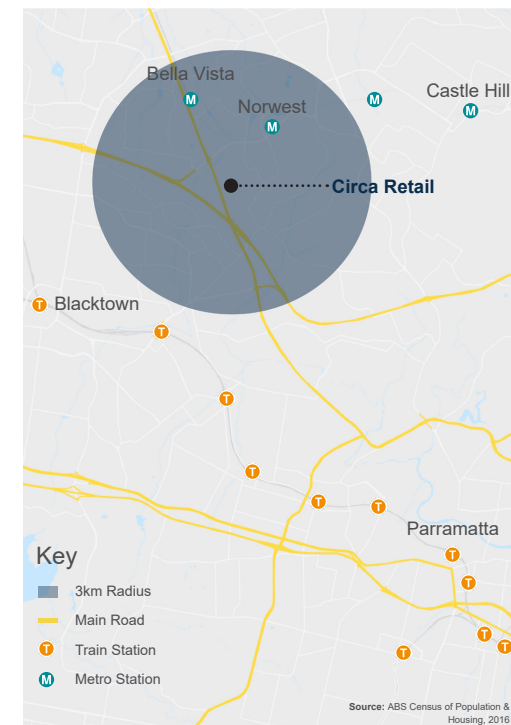 Bella Vista
M
M
Castle Hill
M
Norwest
M
Circa Retail
T
Blacktown
T
T
T
T
T
Parramatta
T
T
T
T
T
Key
3km Radius
Main Road
T
Train Station
M
Metro Station
Source: ABS Census of Population &
Housing, 2016